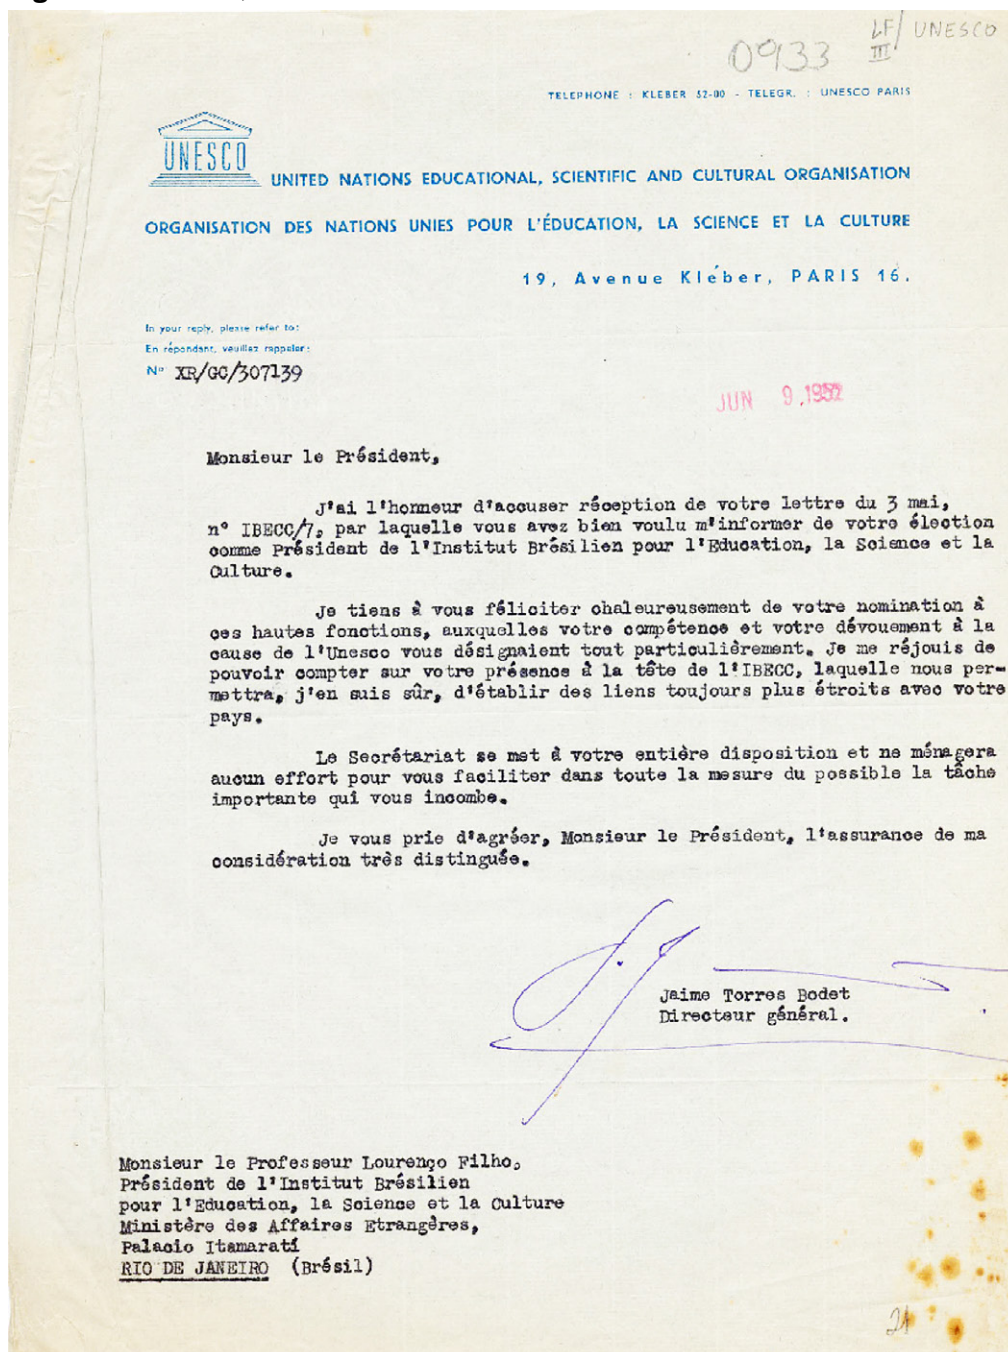 LF/ UNESCO
III
0933
TELEPHONE : KLEBER 52-00 - TELEGR. : UNESCO PARIS
UNESCO
UNITED NATIONS EDUCATIONAL, SCIENTIFIC AND CULTURAL ORGANISATION
ORGANISATION DES NATIONS UNIES POUR L'ÉDUCATION, LA SCIENCE ET LA CULTURE
19, Avenue Kléber, PARIS 16.
In your reply, please refer to:
En répondant, veuillez rappeler:
N° XR/GC/307139
JUN 9.1952
Monsieur le Président,
J'ai l'honneur d'accuser réception de votre lettre du 3 mai,
n° IBECC/7, par laquelle vous avez bien voulu m'informer de votre élection
comme Président de l'Institut Brésilien pour l'Education, la Science et la
Culture.
Je tiens à vous féliciter chaleureusement de votre nomination à
ces hautes fonctions, auxquelles votre compétence et votre dévouement à la
cause de l'Unesco vous désignaient tout particulièrement. Je me réjouis de
pouvoir compter sur votre présence à la tête de l'IBECC, laquelle nous per-
mettra, j'en suis sûr, d'établir des liens toujours plus étroits avec votre
pays.
Le Secrétariat se met à votre entière disposition et ne ménagera
aucun effort pour vous faciliter dans toute la mesure du possible la tâche
importante qui vous incombe.
Je vous prie d'agréer, Monsieur le Président, l'assurance de ma
considération très distinguée.
Jaime Torres Bodet
Directeur général.
Monsieur le Professeur Lourenço Filho,
Président de l'Institut Brésilien
pour l'Education, la Science et la Culture
Ministère des Affaires Etrangères,
Palacio Itamaratí
RIO DE JANEIRO (Brésil)
21